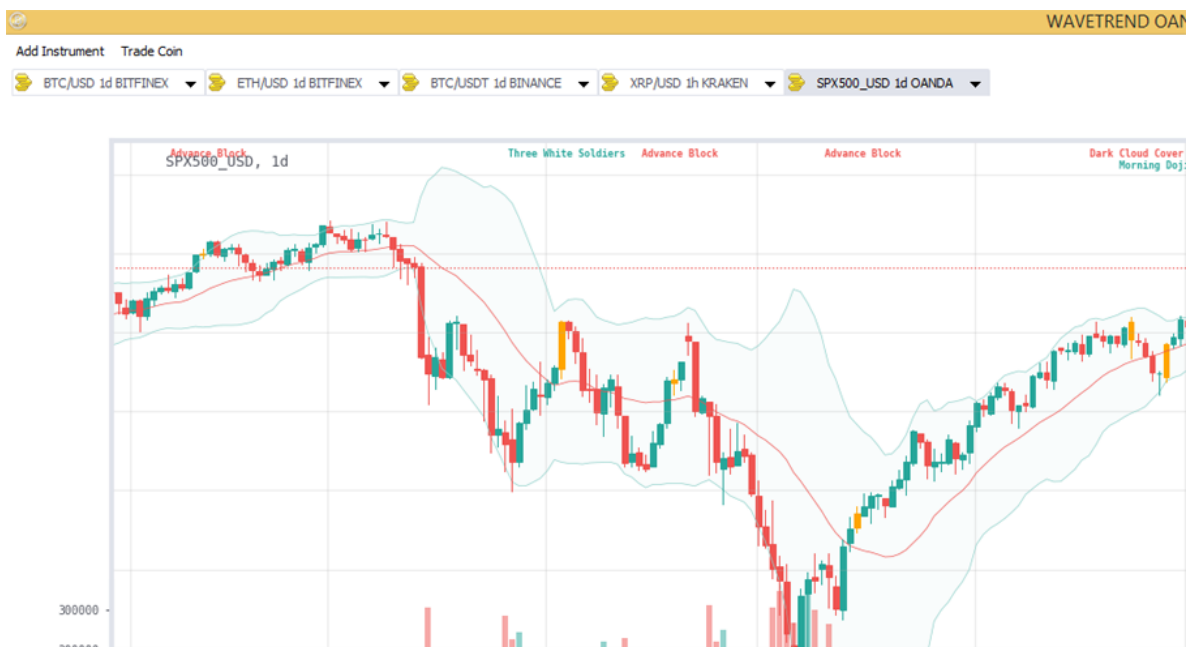 WAVETREND OAN
Add Instrument Trade Coin
BTC/USD 1d BITFINEX ETH/USD 1d BITFINEX BTC/USDT 1d BINANCE XRP/USD 1h KRAKEN SPX500_USD 1d OANDA
Advance Block Three White Soldiers Advance Block Advance Block Dark Cloud Cover
SPX500_USD, 1d Morning Doj
300000